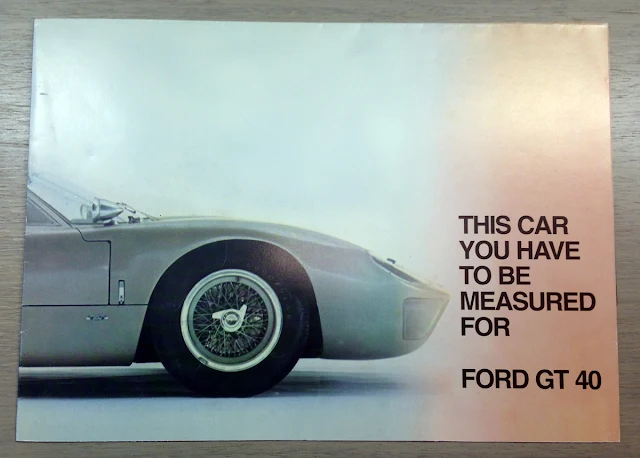 THIS CAR
YOU HAVE
TO BE
MEASURED
FOR
FORD GT 40